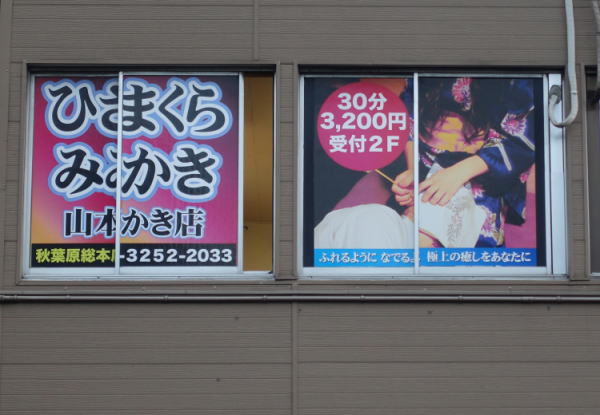 ひざまくら
みみかき
山本耳かき店
秋葉原総本店-3252-2033
30分
3,200円
受付2F
ふれるように なでるよ 極上の癒しをあなたに